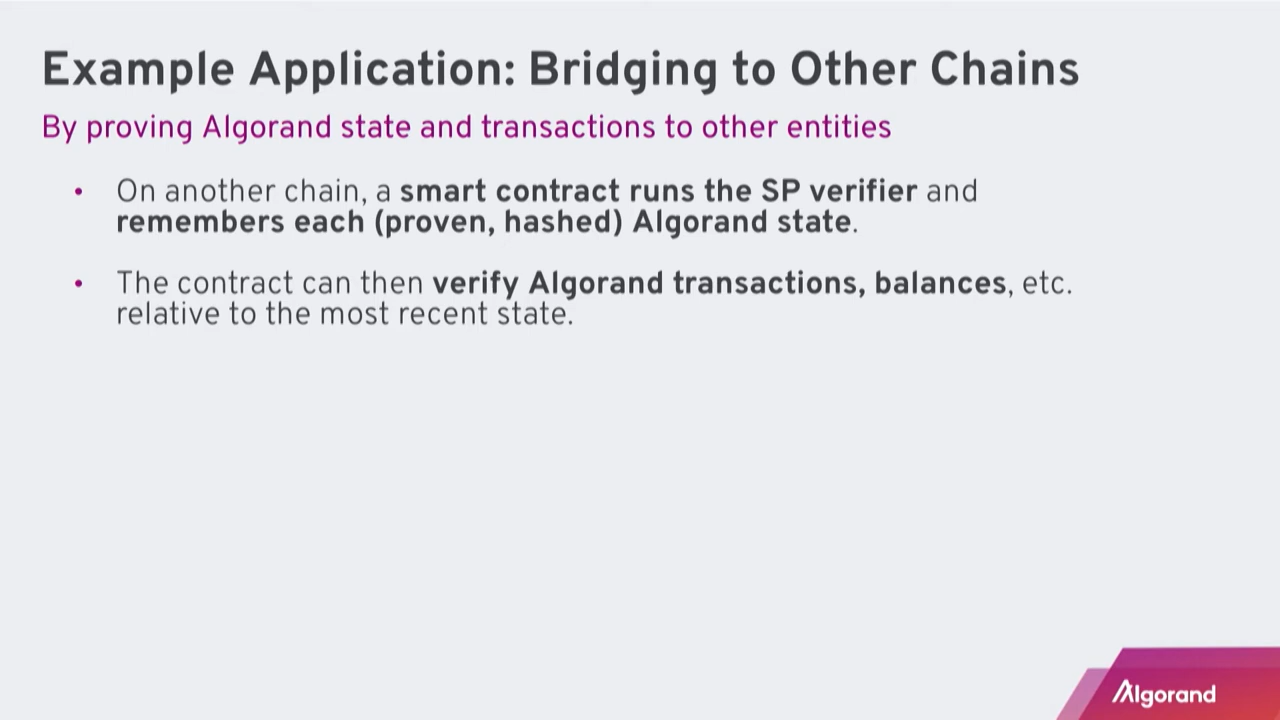 Example Application: Bridging to Other Chains
By proving Algorand state and transactions to other entities
• On another chain, a smart contract runs the SP verifier and
remembers each (proven, hashed) Algorand state.
• The contract can then verify Algorand transactions, balances, etc.
relative to the most recent state.
Algorand